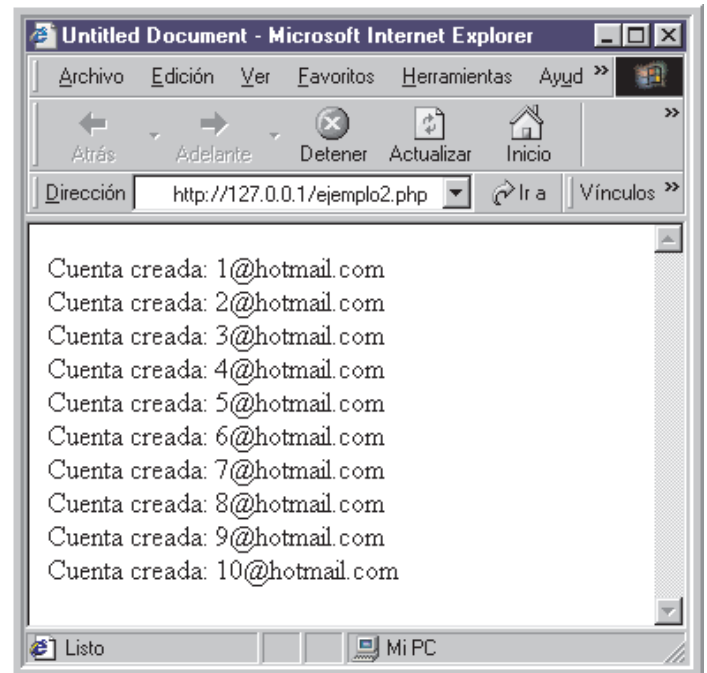 Untitled Document - Microsoft Internet Explorer
Archivo Edición Ver Favoritos Herramientas Ayud »
Atrás Adelante Detener Actualizar Inicio »
Dirección http://127.0.0.1/ejemplo2.php Ir a Vínculos »
Cuenta creada: 1@hotmail.com
Cuenta creada: 2@hotmail.com
Cuenta creada: 3@hotmail.com
Cuenta creada: 4@hotmail.com
Cuenta creada: 5@hotmail.com
Cuenta creada: 6@hotmail.com
Cuenta creada: 7@hotmail.com
Cuenta creada: 8@hotmail.com
Cuenta creada: 9@hotmail.com
Cuenta creada: 10@hotmail.com
Listo Mi PC